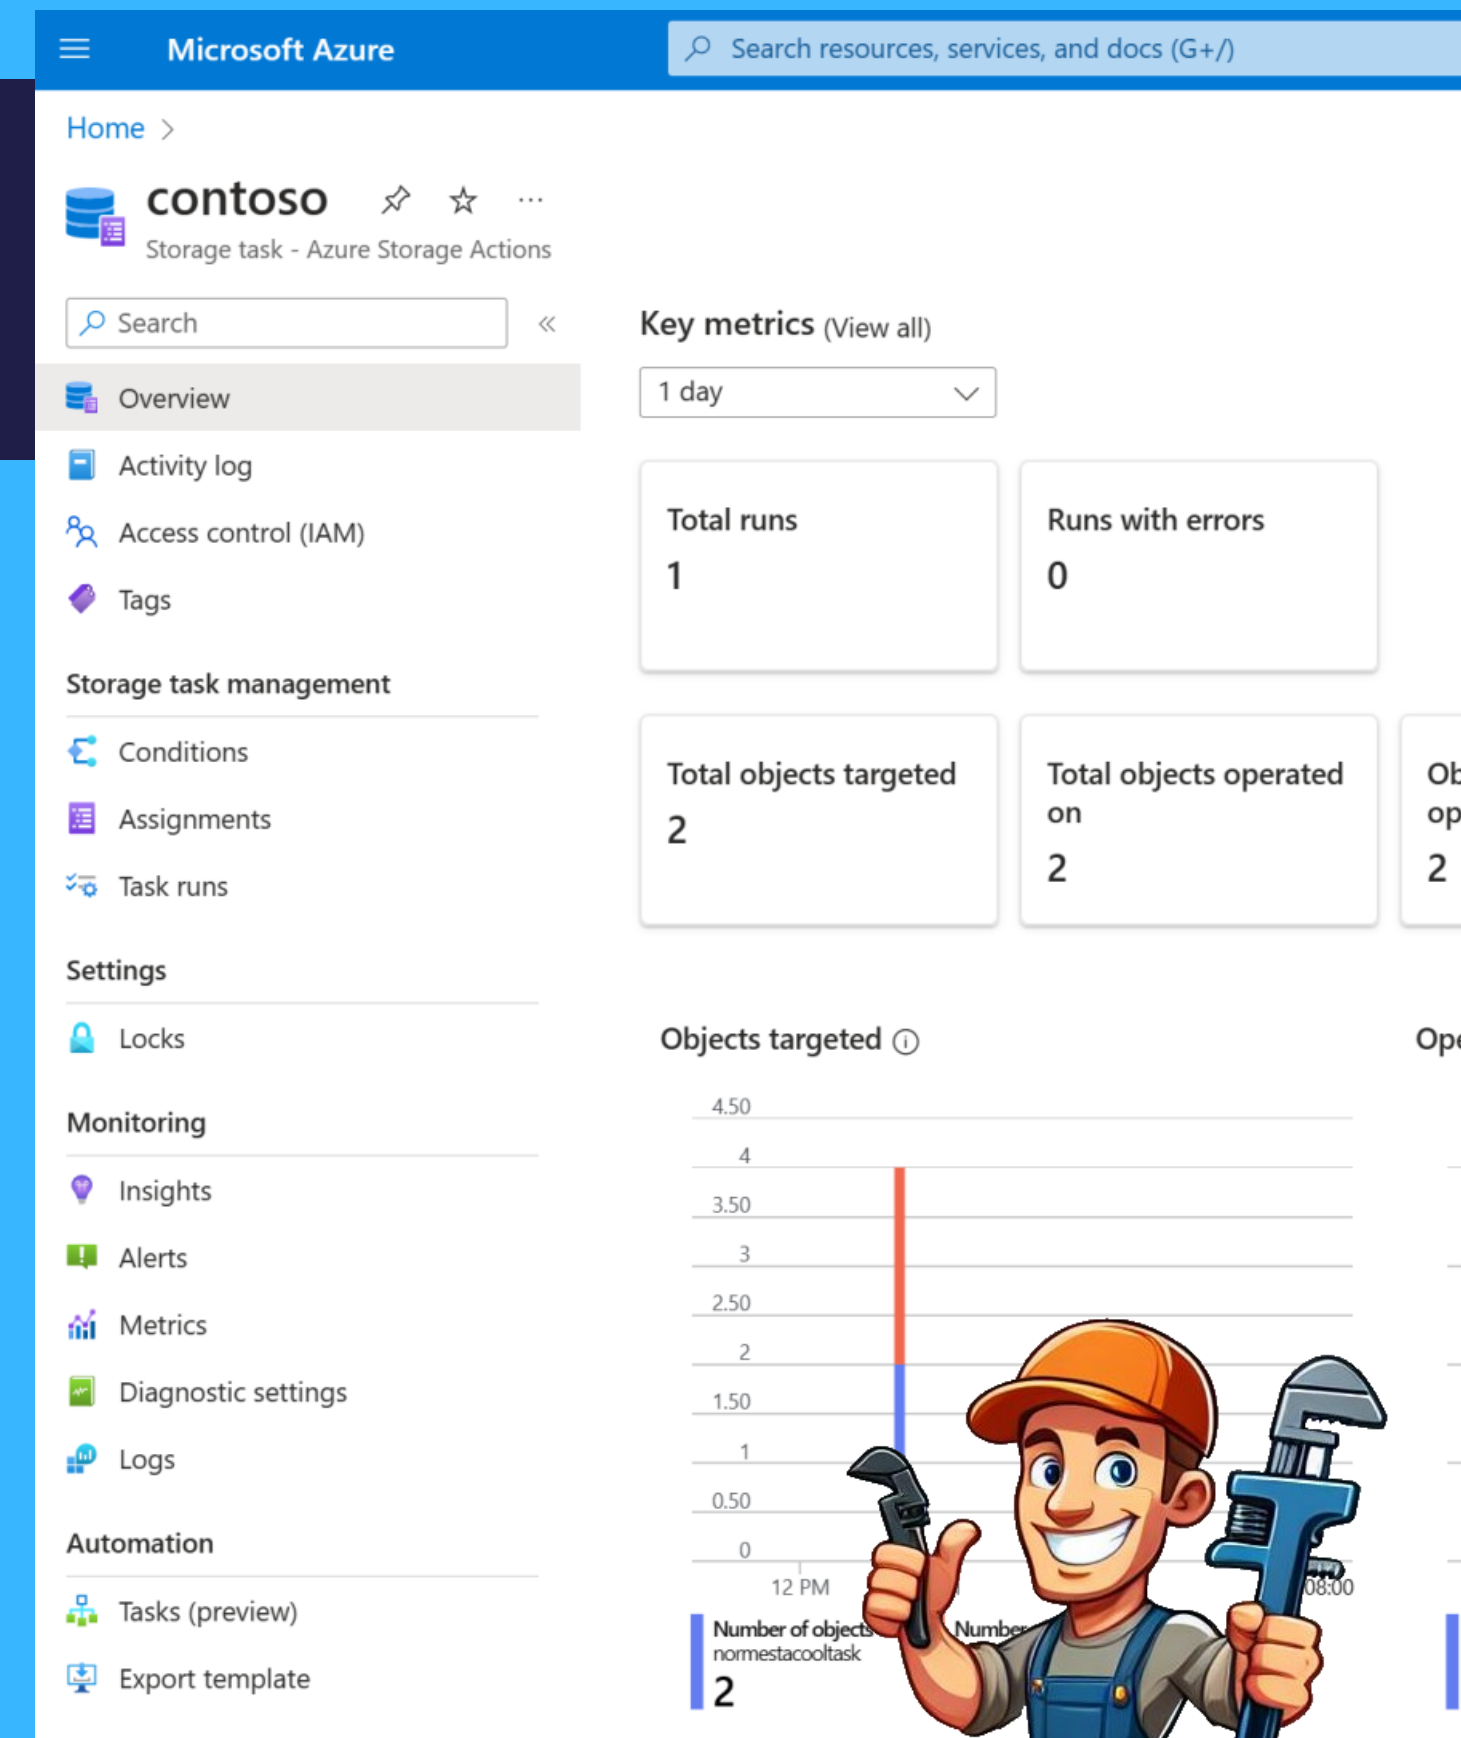 Microsoft Azure
Search resources, services, and docs (G+/)
Home
contoso
Storage task - Azure Storage Actions
Search
Overview
Activity log
Access control (IAM)
Tags
Storage task management
Conditions
Assignments
Task runs
Settings
Locks
Monitoring
Insights
Alerts
Metrics
Diagnostic settings
Logs
Automation
Tasks (preview)
Export template
Key metrics (View all)
1 day
Total runs
1
Runs with errors
0
Total objects targeted
2
Total objects operated
on
2
2
Objects targeted
4.50
4
3.50
3
2.50
2
1.50
1
0.50
0
12 PM
08:00
Number of objects
normestacooltask
2